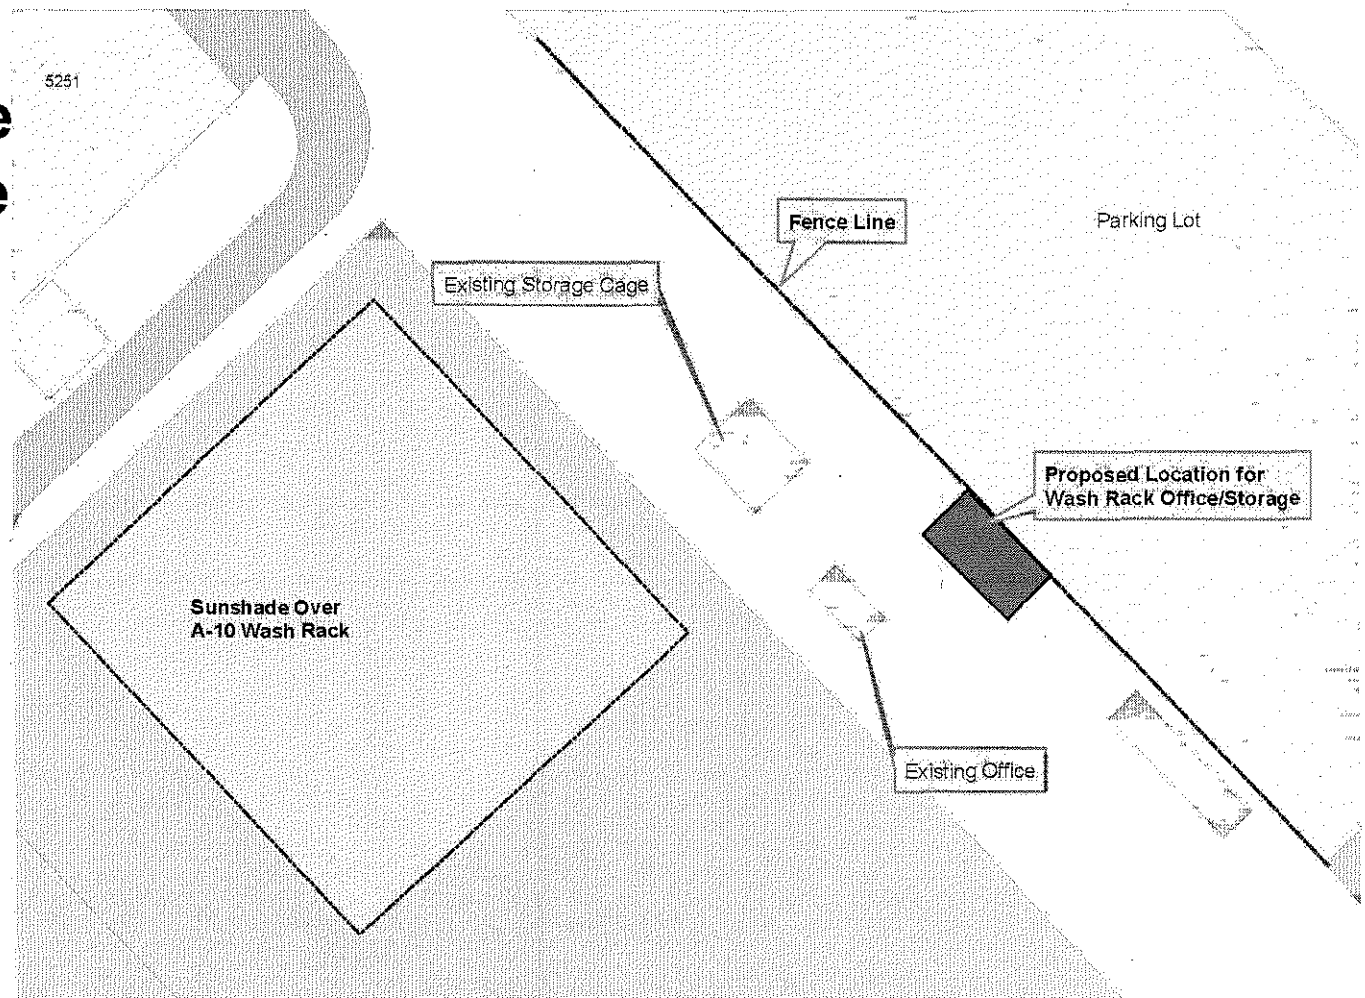 5251
e
e
Fence Line
Parking Lot
Existing Storage Cage
Proposed Location for
Wash Rack Office/Storage
Sunshade Over
A-10 Wash Rack
Existing Office